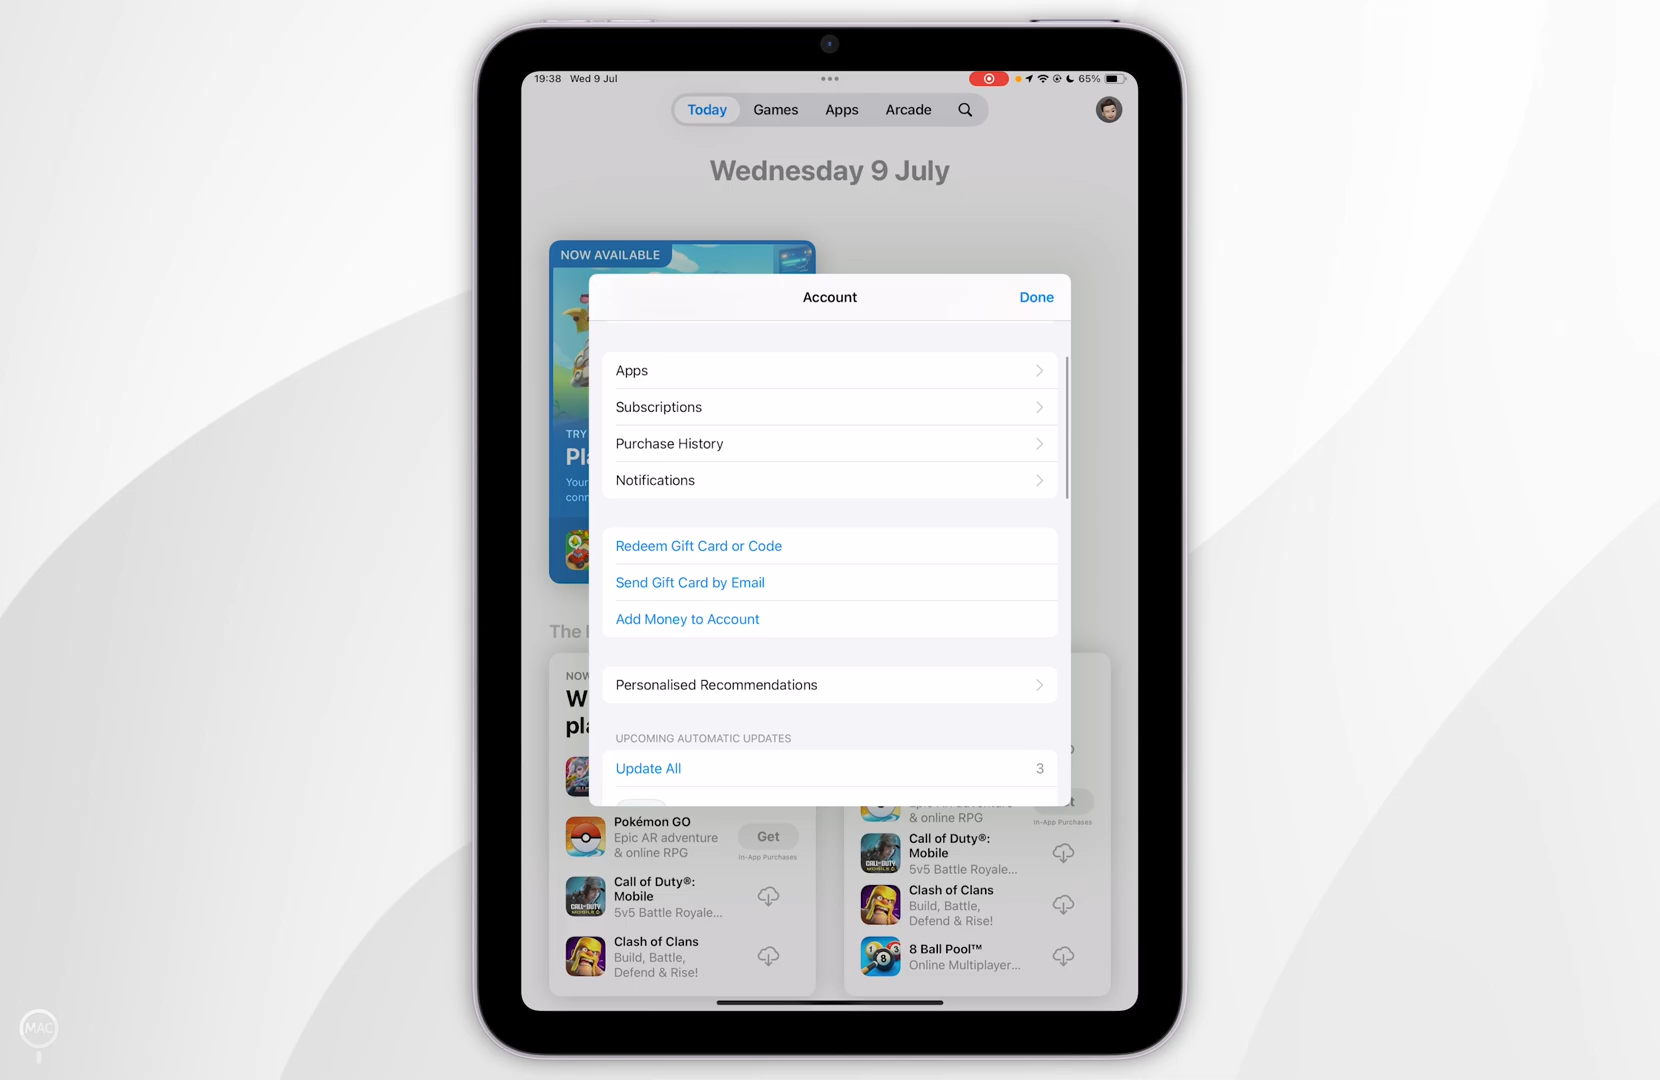 19:38 Wed 9 Jul
65%
Today Games Apps Arcade
Wednesday 9 July
NOW AVAILABLE
TRY
Your
Account Done
Apps
Subscriptions
Purchase History
Notifications
Redeem Gift Card or Code
Send Gift Card by Email
Add Money to Account
Personalised Recommendations
UPCOMING AUTOMATIC UPDATES
Update All 3
The
Pokémon GO
Epic AR adventure
& online RPG
Get
In-App Purchases
Call of Duty®:
Mobile
5v5 Battle Royale...
Clash of Clans
Build, Battle,
Defend & Rise!
& online RPG
In-App Purchases
Call of Duty®:
Mobile
5v5 Battle Royale...
Clash of Clans
Build, Battle,
Defend & Rise!
8 Ball Pool™
Online Multiplayer...
MAC